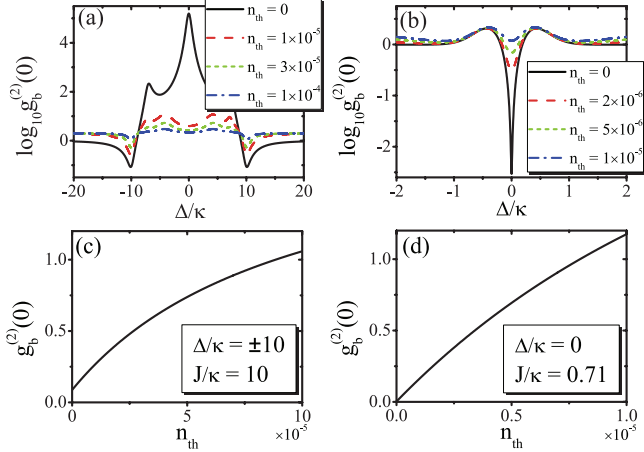 (a)
n_th = 0
n_th = 1×10^-5
n_th = 3×10^-5
n_th = 1×10^-4
log_10 g_b^(2)(0)
4
2
0
-20 -10 0 10 20
Δ/κ
(b)
n_th = 0
n_th = 2×10^-6
n_th = 5×10^-6
n_th = 1×10^-5
log_10 g_b^(2)(0)
0
-1
-2
-2 -1 0 1 2
Δ/κ
(c)
Δ/κ = ±10
J/κ = 10
g_b^(2)(0)
1.0
0.5
0.0
0 5 10
×10^-5
n_th
(d)
Δ/κ = 0
J/κ = 0.71
g_b^(2)(0)
1.0
0.5
0.0
0.0 0.5 1.0
×10^-5
n_th